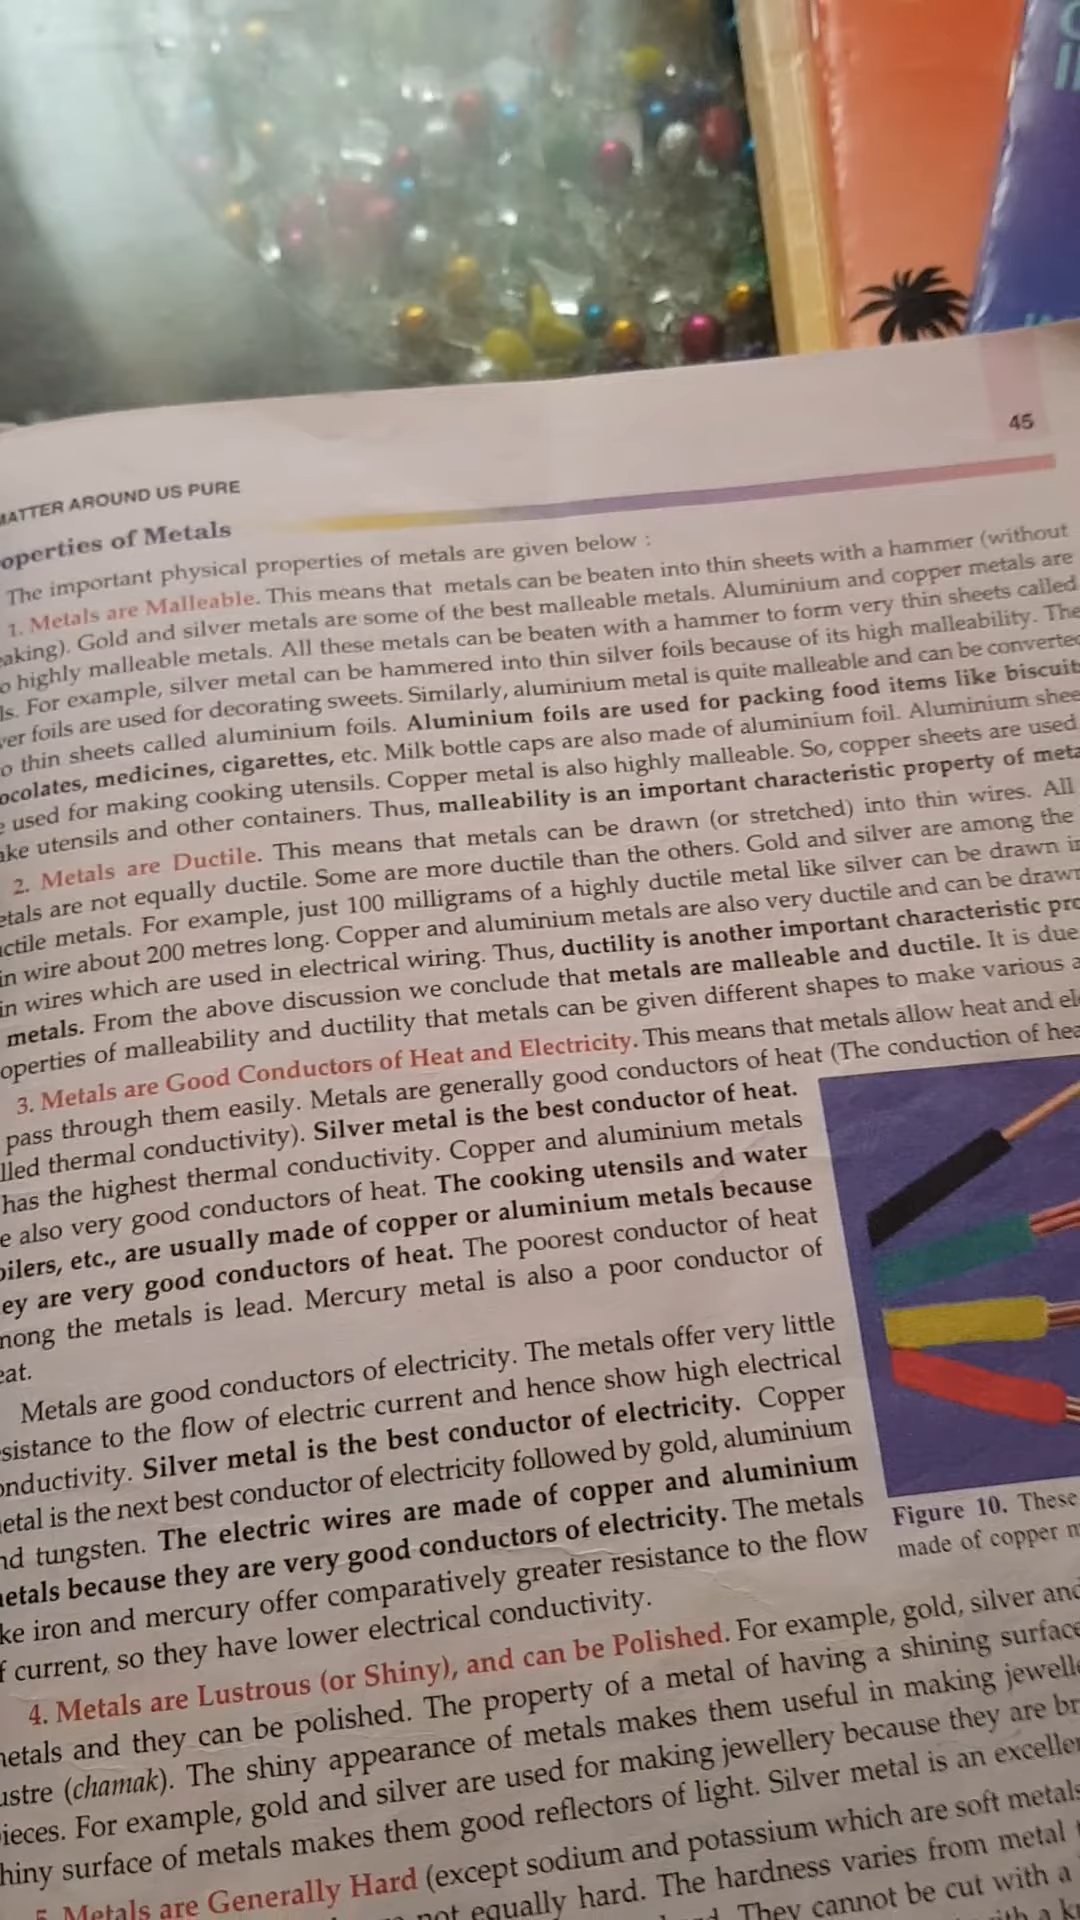 45
MATTER AROUND US PURE
operties of Metals
The important physical properties of metals are given below :
1. Metals are Malleable. This means that metals can be beaten into thin sheets with a hammer (without
eaking). Gold and silver metals are some of the best malleable metals. Aluminium and copper metals are
o highly malleable metals. All these metals can be beaten with a hammer to form very thin sheets called
ls. For example, silver metal can be hammered into thin silver foils because of its high malleability. The
ver foils are used for decorating sweets. Similarly, aluminium metal is quite malleable and can be converted
o thin sheets called aluminium foils. Aluminium foils are used for packing food items like biscuits
ocolates, medicines, cigarettes, etc. Milk bottle caps are also made of aluminium foil. Aluminium shee
e used for making cooking utensils. Copper metal is also highly malleable. So, copper sheets are used
ake utensils and other containers. Thus, malleability is an important characteristic property of meta
2. Metals are Ductile. This means that metals can be drawn (or stretched) into thin wires. All
etals are not equally ductile. Some are more ductile than the others. Gold and silver are among the
uctile metals. For example, just 100 milligrams of a highly ductile metal like silver can be drawn in
in wire about 200 metres long. Copper and aluminium metals are also very ductile and can be drawn
in wires which are used in electrical wiring. Thus, ductility is another important characteristic pro
metals. From the above discussion we conclude that metals are malleable and ductile. It is due
operties of malleability and ductility that metals can be given different shapes to make various a
3. Metals are Good Conductors of Heat and Electricity. This means that metals allow heat and ele
pass through them easily. Metals are generally good conductors of heat (The conduction of hea
lled thermal conductivity). Silver metal is the best conductor of heat.
has the highest thermal conductivity. Copper and aluminium metals
e also very good conductors of heat. The cooking utensils and water
oilers, etc., are usually made of copper or aluminium metals because
ey are very good conductors of heat. The poorest conductor of heat
mong the metals is lead. Mercury metal is also a poor conductor of
eat.
Metals are good conductors of electricity. The metals offer very little
sistance to the flow of electric current and hence show high electrical
onductivity. Silver metal is the best conductor of electricity. Copper
etal is the next best conductor of electricity followed by gold, aluminium
nd tungsten. The electric wires are made of copper and aluminium
etals because they are very good conductors of electricity. The metals
ke iron and mercury offer comparatively greater resistance to the flow
f current, so they have lower electrical conductivity.
Figure 10. These
made of copper m
4. Metals are Lustrous (or Shiny), and can be Polished. For example, gold, silver and
etals and they can be polished. The property of a metal of having a shining surface
ustre (chamak). The shiny appearance of metals makes them useful in making jewelle
ieces. For example, gold and silver are used for making jewellery because they are br
hiny surface of metals makes them good reflectors of light. Silver metal is an excellen
5. Metals are Generally Hard (except sodium and potassium which are soft metals
not equally hard. The hardness varies from metal
They cannot be cut with a